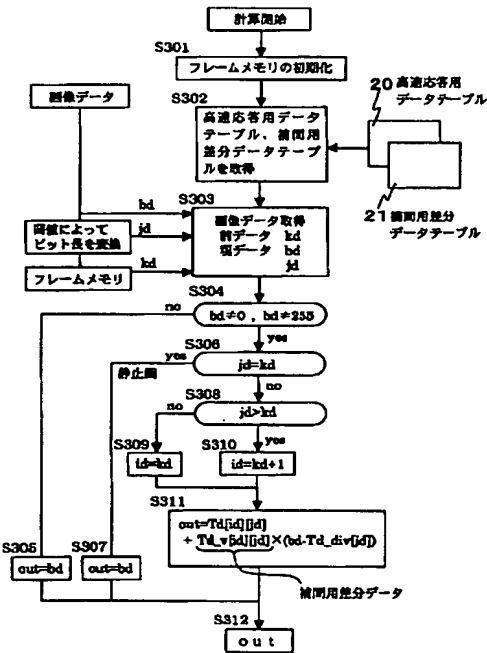 計算開始
S301
フレームメモリの初期化
画像データ
S302
高速応答用データ
テーブル、補間用
差分データテーブ
ルを取得
20 高速応答用
データテーブル
21 補間用差分
データテーブル
S303
bd
閾値によって
ビット長を変換
jd
kd
フレームメモリ
画像データ取得
前データ kd
現データ bd
jd
S304
no
bd≠0 , bd≠255
yes
S306
yes
静止画
jd=kd
no
S308
no
jd>kd
yes
S309
id=kd
S310
id=kd+1
S311
out=Td[id][jd]
+ Td_v[id][jd]×(bd-Td_div[jd])
補間用差分データ
S305
out=bd
S307
out=bd
S312
out